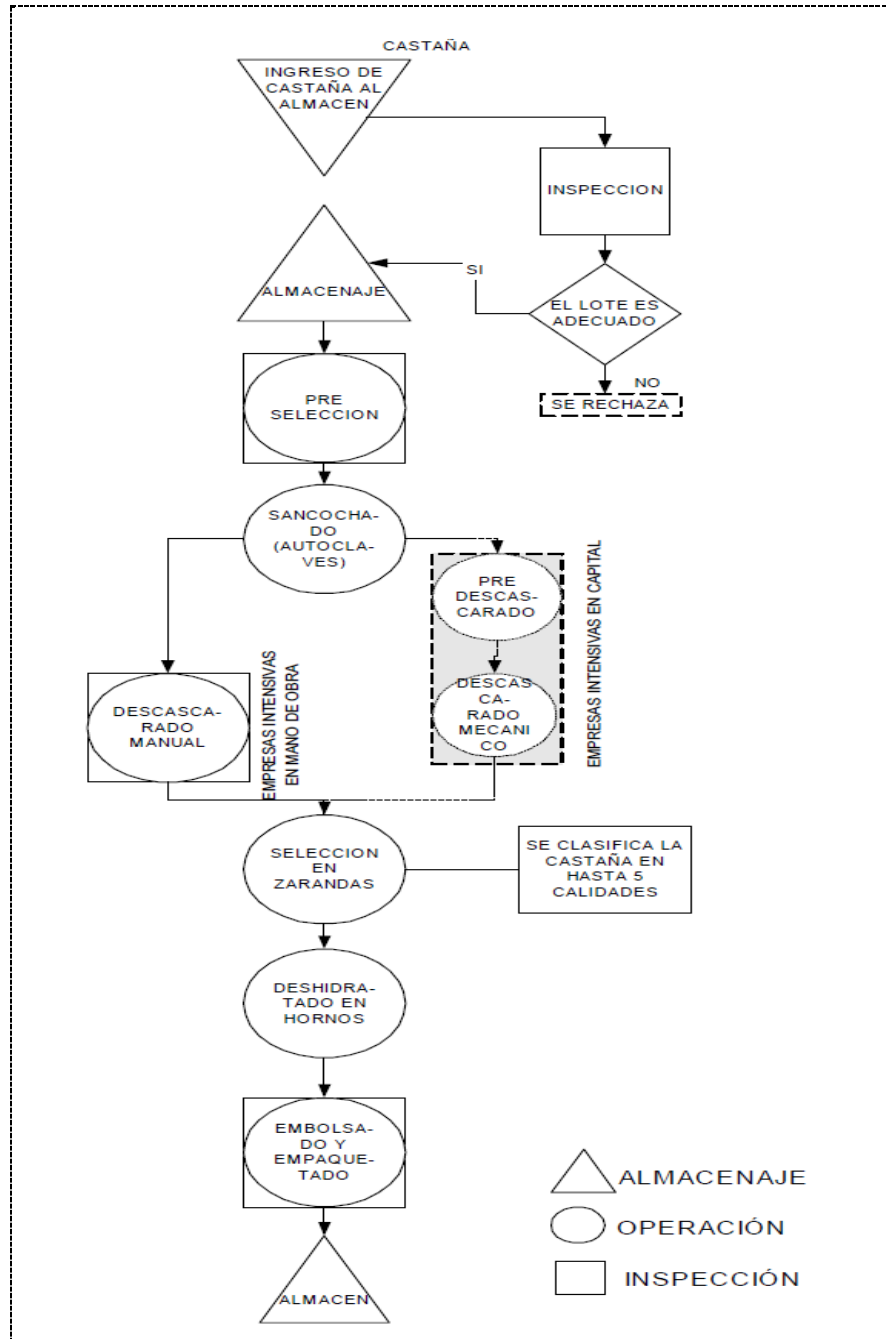 CASTAÑA
INGRESO DE
CASTAÑA AL
ALMACEN
INSPECCION
SI
ALMACENAJE
EL LOTE ES
ADECUADO
NO
SE RECHAZA
PRE
SELECCION
SANCOCHA-
DO
(AUTOCLA-
VES)
PRE
DESCAS-
CARADO
DESCAS
CA-
RADO
MECANI
CO
EMPRESAS INTENSIVAS EN CAPITAL
DESCASCA-
RADO
MANUAL
EMPRESAS INTENSIVAS
EN MANO DE OBRA
SELECCION
EN
ZARANDAS
SE CLASIFICA LA
CASTAÑA EN
HASTA 5
CALIDADES
DESHIDRA-
TADO EN
HORNOS
EMBOLSA-
DO Y
EMPAQUE-
TADO
ALMACEN
ALMACENAJE
OPERACIÓN
INSPECCIÓN